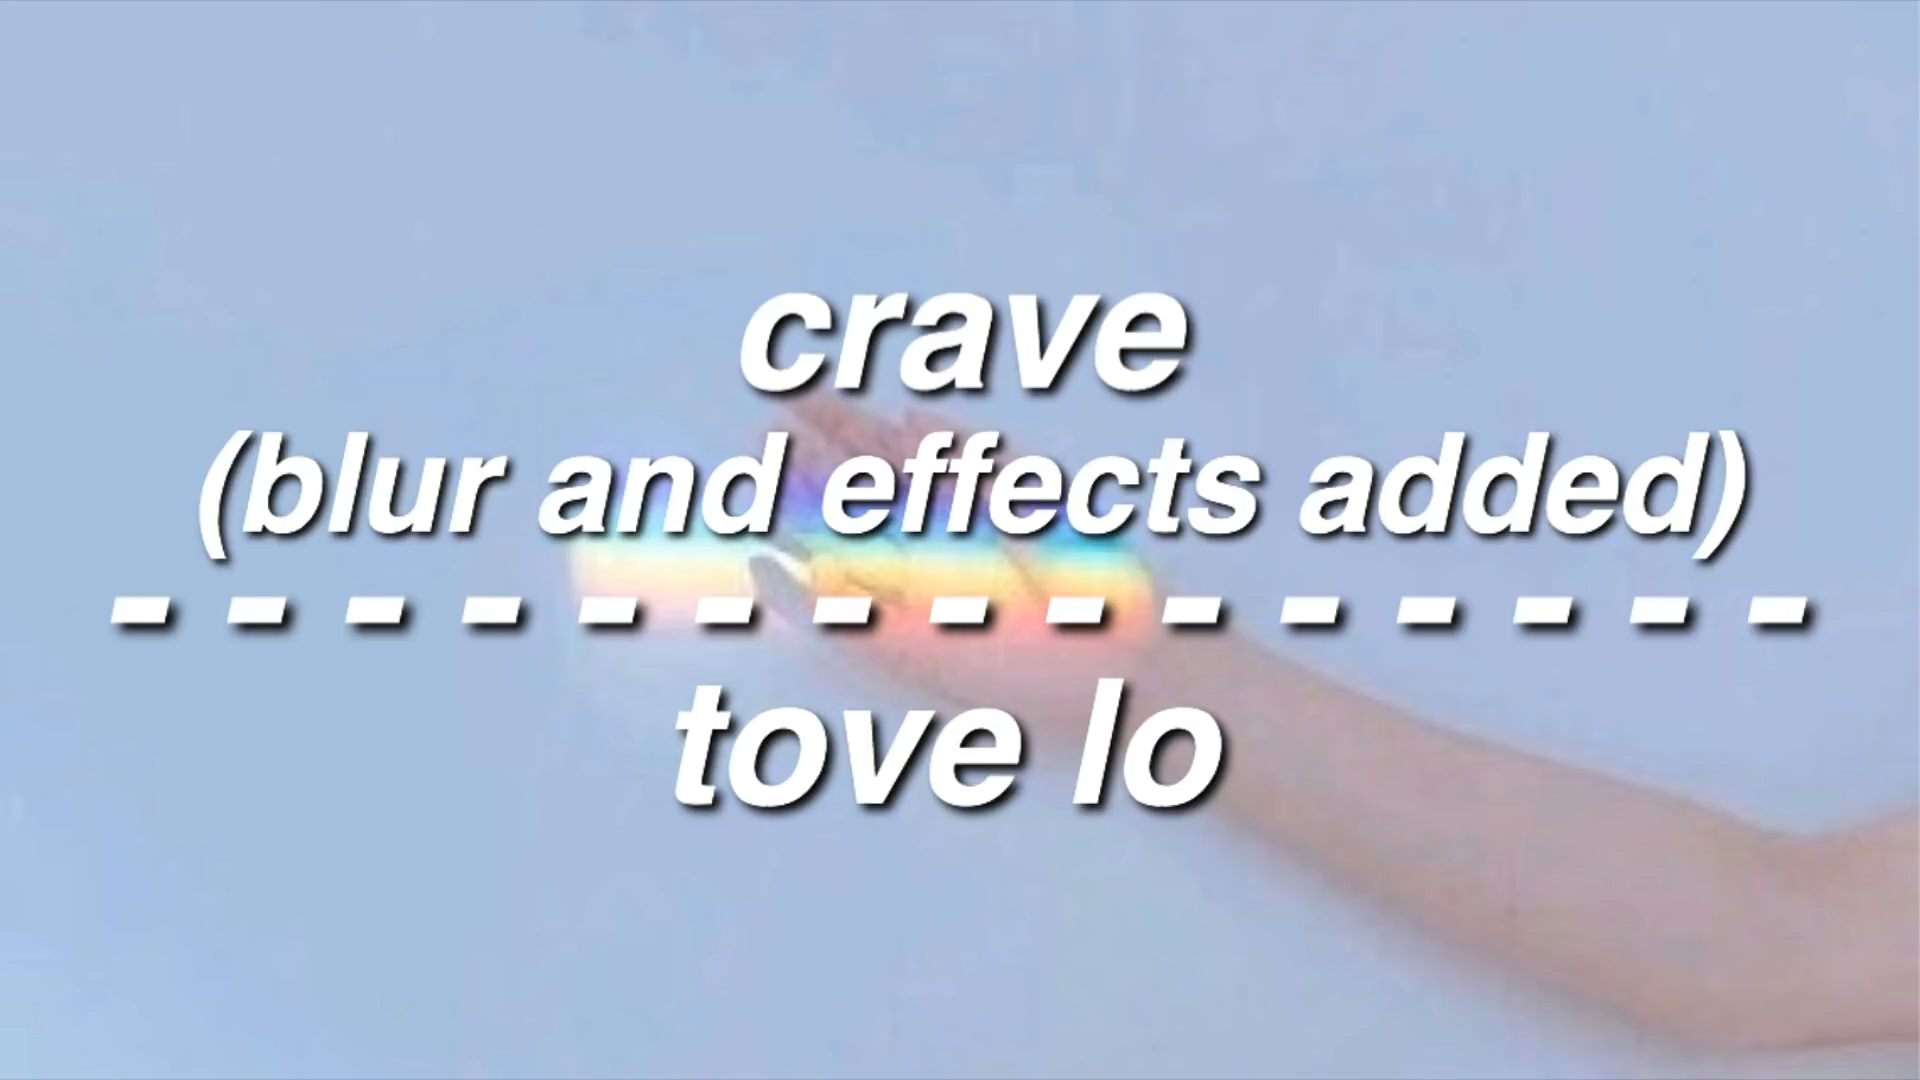 crave
(blur and effects added)
- - - - - - - - - - - - - - -
tove lo